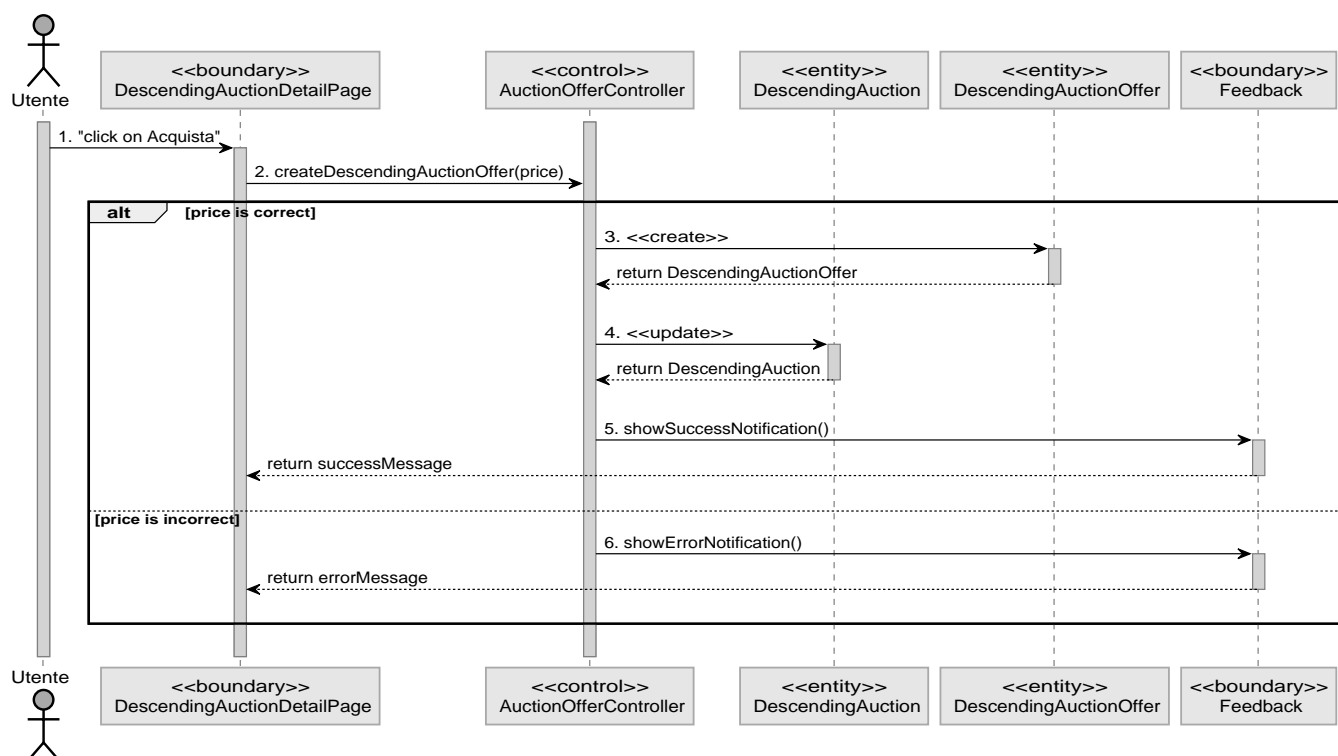 <<boundary>>
DescendingAuctionDetailPage
<<control>>
AuctionOfferController
<<entity>>
DescendingAuction
<<entity>>
DescendingAuctionOffer
<<boundary>>
Feedback
Utente
1. "click on Acquista"
2. createDescendingAuctionOffer(price)
alt
[price is correct]
3. <<create>>
return DescendingAuctionOffer
4. <<update>>
return DescendingAuction
5. showSuccessNotification()
return successMessage
[price is incorrect]
6. showErrorNotification()
return errorMessage
Utente
<<boundary>>
DescendingAuctionDetailPage
<<control>>
AuctionOfferController
<<entity>>
DescendingAuction
<<entity>>
DescendingAuctionOffer
<<boundary>>
Feedback